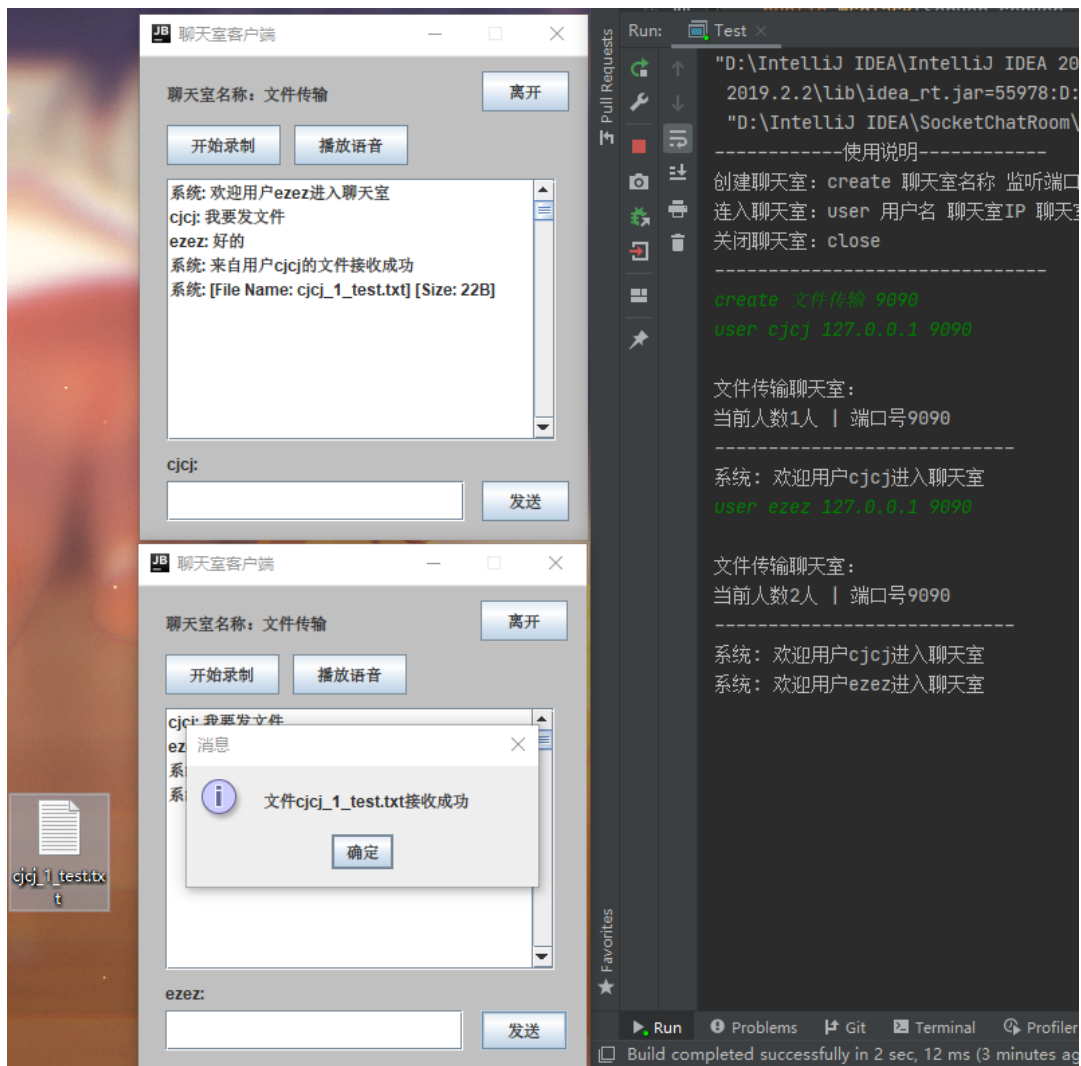 聊天室客户端
聊天室名称：文件传输
离开
开始录制
播放语音
系统: 欢迎用户ezez进入聊天室
cjcj: 我要发文件
ezez: 好的
系统: 来自用户cjcj的文件接收成功
系统: [File Name: cjcj_1_test.txt] [Size: 22B]
cjcj:
发送
聊天室客户端
聊天室名称：文件传输
离开
开始录制
播放语音
cjcj: 我要发文件
ez
系
系
消息
文件cjcj_1_test.txt接收成功
确定
ezez:
发送
cjcj_1_test.tx
t
Pull Requests
Favorites
Run:
Test
"D:\IntelliJ IDEA\IntelliJ IDEA 20
2019.2.2\lib\idea_rt.jar=55978:D:
"D:\IntelliJ IDEA\SocketChatRoom\
------------使用说明------------
创建聊天室：create 聊天室名称 监听端口
连入聊天室：user 用户名 聊天室IP 聊天室
关闭聊天室：close
-------------------------------
create 文件传输 9090
user cjcj 127.0.0.1 9090
文件传输聊天室：
当前人数1人 | 端口号9090
----------------------------
系统: 欢迎用户cjcj进入聊天室
user ezez 127.0.0.1 9090
文件传输聊天室：
当前人数2人 | 端口号9090
----------------------------
系统: 欢迎用户cjcj进入聊天室
系统: 欢迎用户ezez进入聊天室
Run
Problems
Git
Terminal
Profiler
Build completed successfully in 2 sec, 12 ms (3 minutes ag